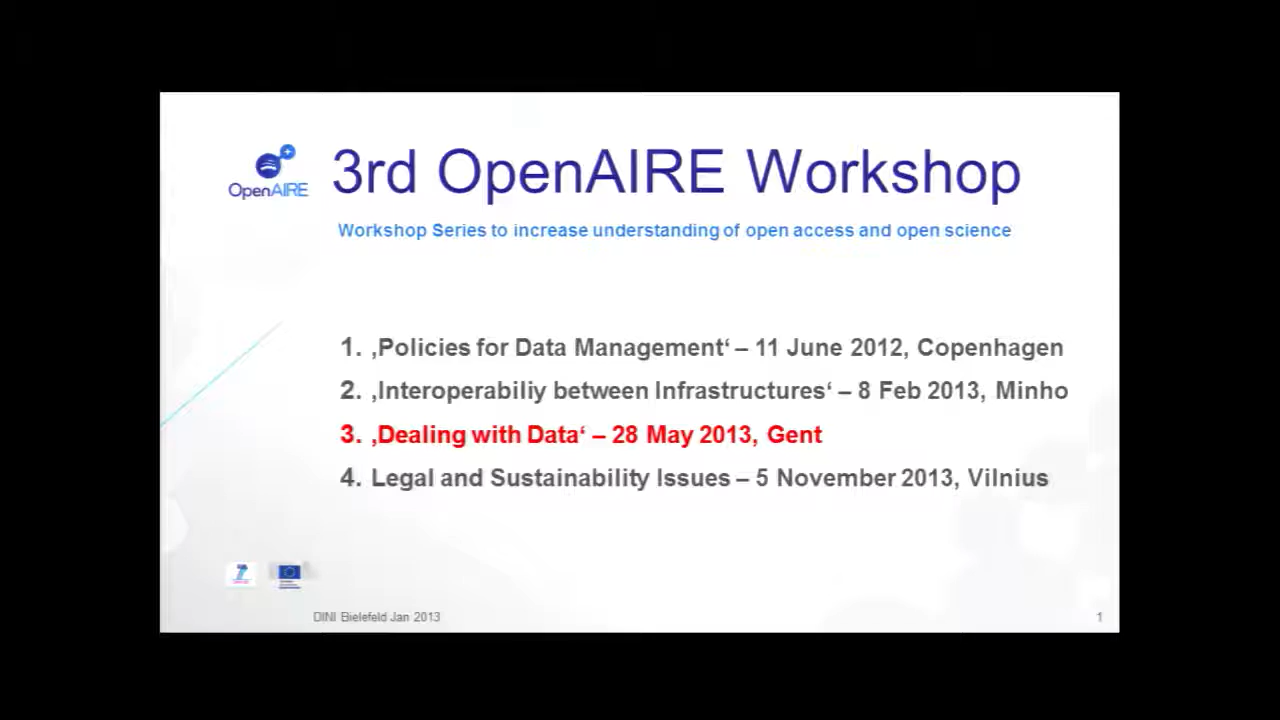 OpenAIRE
3rd OpenAIRE Workshop
Workshop Series to increase understanding of open access and open science
1. ‚Policies for Data Management‘ – 11 June 2012, Copenhagen
2. ‚Interoperabiliy between Infrastructures‘ – 8 Feb 2013, Minho
3. ‚Dealing with Data‘ – 28 May 2013, Gent
4. Legal and Sustainability Issues – 5 November 2013, Vilnius
DINI Bielefeld Jan 2013
1